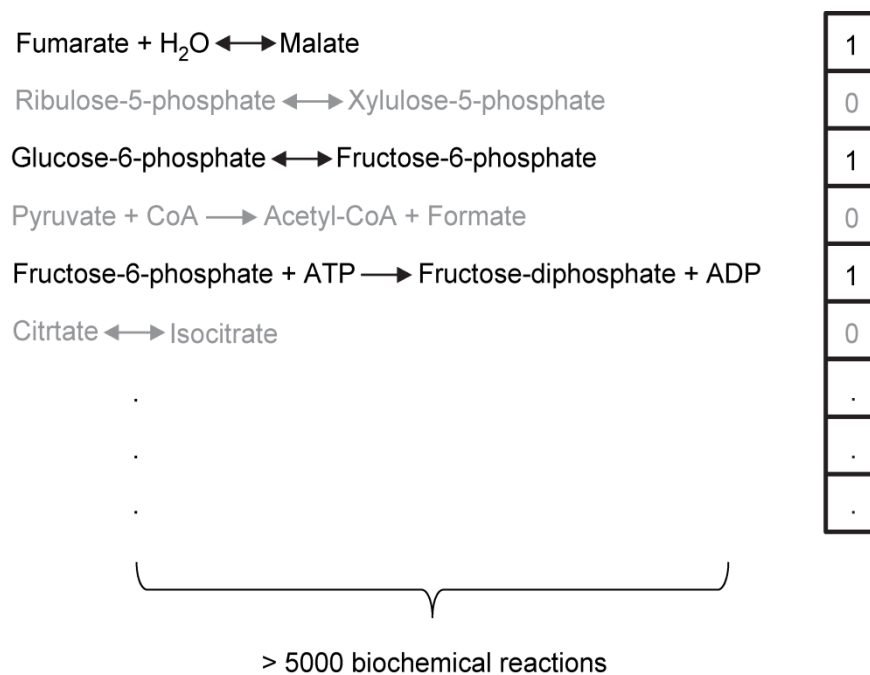 Fumarate + H₂O ⟷ Malate 1
Ribulose-5-phosphate ⟷ Xylulose-5-phosphate 0
Glucose-6-phosphate ⟷ Fructose-6-phosphate 1
Pyruvate + CoA ⟶ Acetyl-CoA + Formate 0
Fructose-6-phosphate + ATP ⟶ Fructose-diphosphate + ADP 1
Citrtate ⟷ Isocitrate 0
. .
. .
. .
> 5000 biochemical reactions